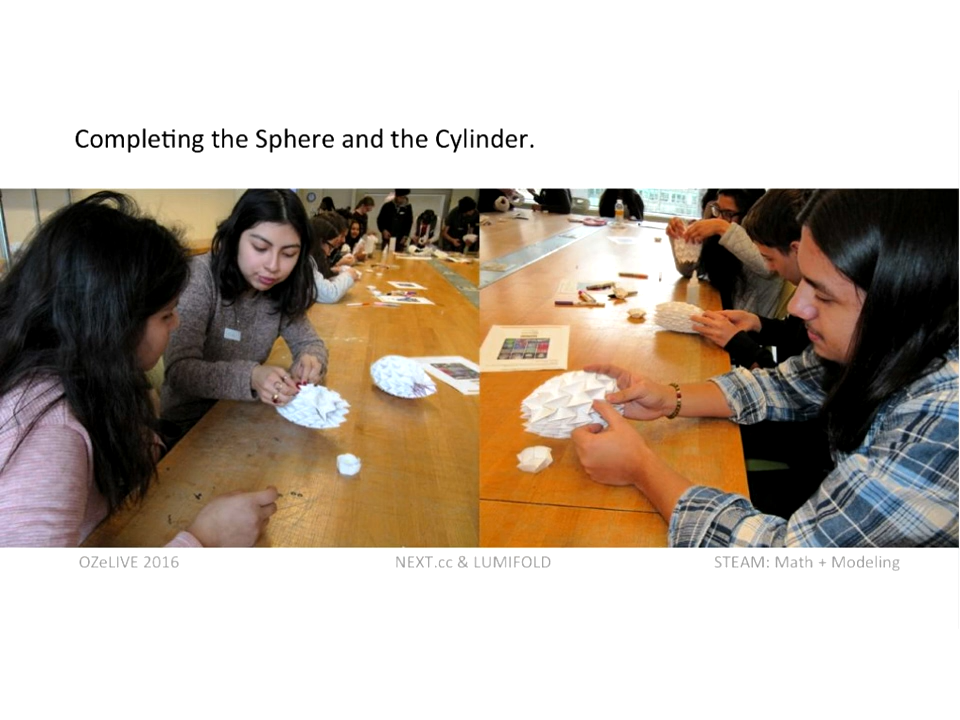 Completing the Sphere and the Cylinder.
OZeLIVE 2016
NEXT.cc & LUMIFOLD
STEAM: Math + Modeling